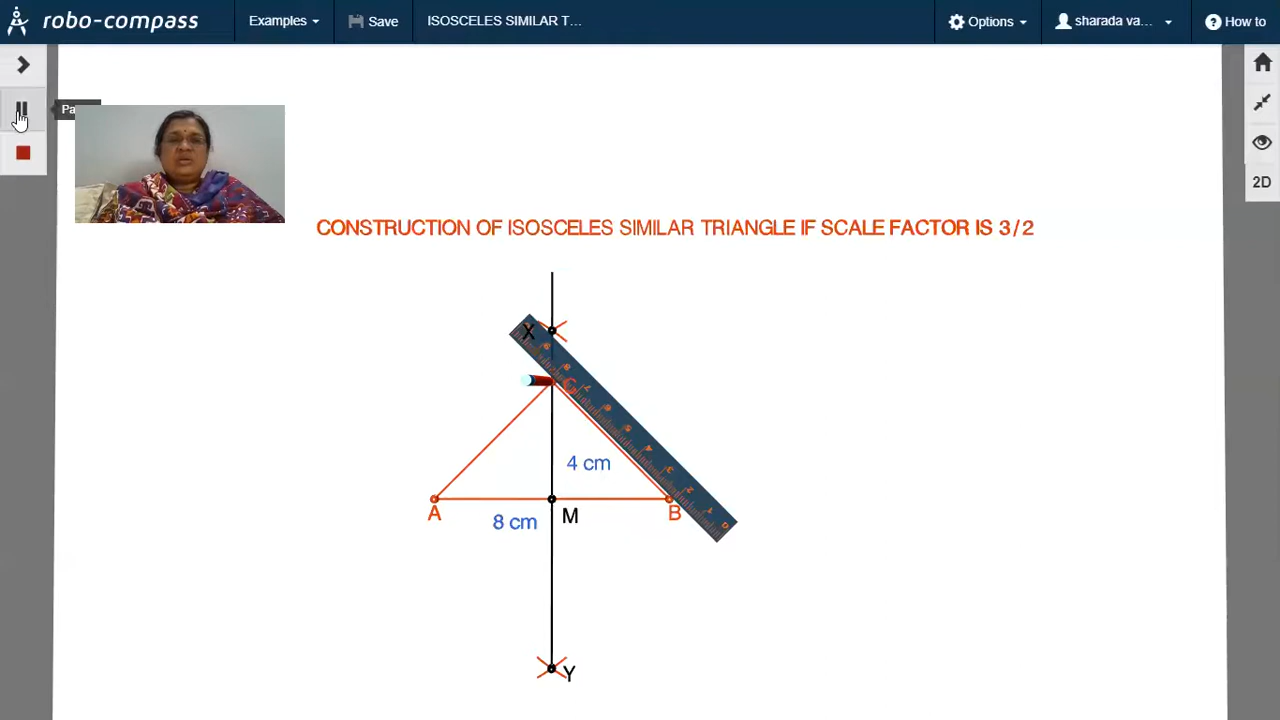 robo-compass Examples Save ISOSCELES SIMILAR T... Options sharada va... How to
Pa
2D
CONSTRUCTION OF ISOSCELES SIMILAR TRIANGLE IF SCALE FACTOR IS 3/2
X
C
4 cm
A
M
B
8 cm
Y